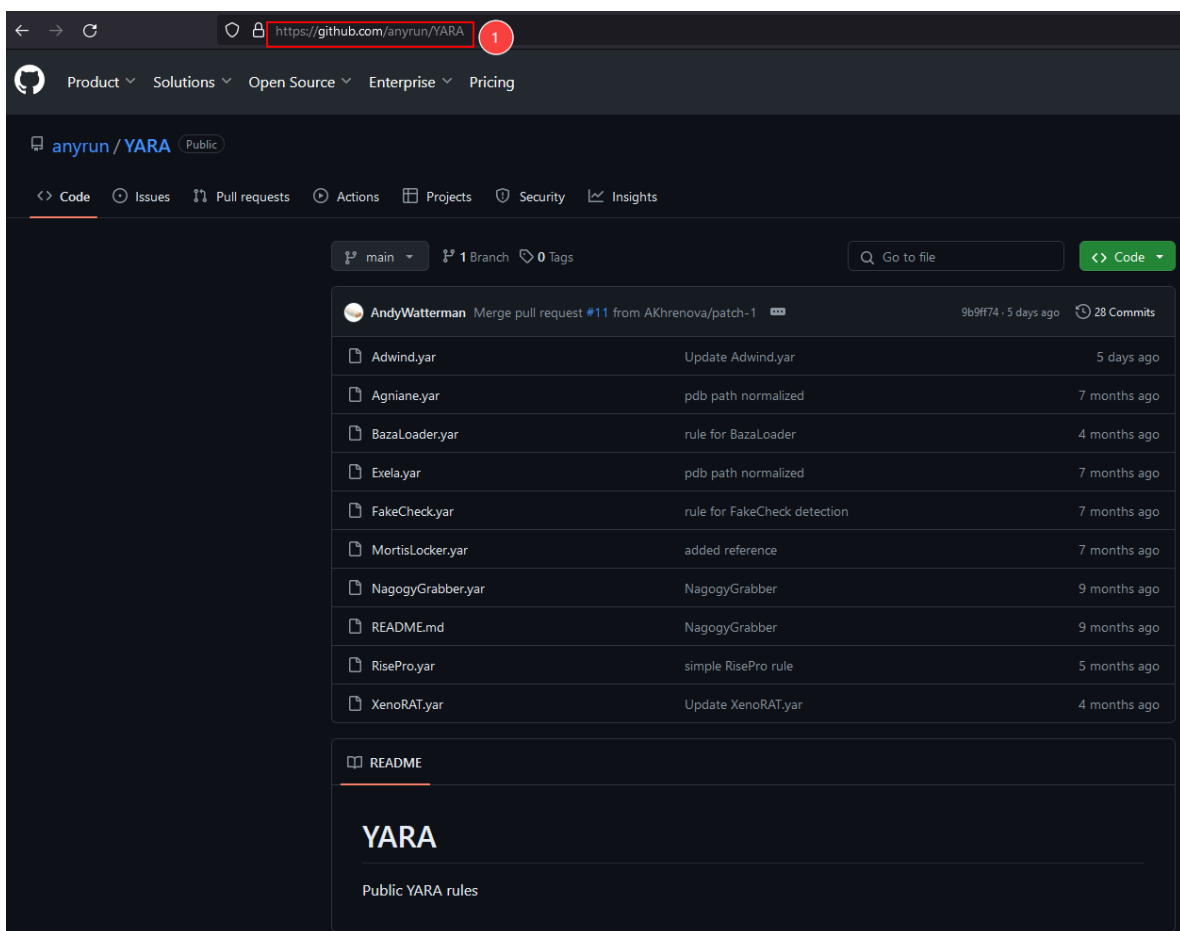 https://github.com/anyrun/YARA
1
Product Solutions Open Source Enterprise Pricing
anyrun / YARA Public
Code Issues Pull requests Actions Projects Security Insights
main 1 Branch 0 Tags Go to file Code
AndyWatterman Merge pull request #11 from AKhrenova/patch-1 9b9ff74 · 5 days ago 28 Commits
Adwind.yar Update Adwind.yar 5 days ago
Agniane.yar pdb path normalized 7 months ago
BazaLoader.yar rule for BazaLoader 4 months ago
Exela.yar pdb path normalized 7 months ago
FakeCheck.yar rule for FakeCheck detection 7 months ago
MortisLocker.yar added reference 7 months ago
NagogyGrabber.yar NagogyGrabber 9 months ago
README.md NagogyGrabber 9 months ago
RisePro.yar simple RisePro rule 5 months ago
XenoRAT.yar Update XenoRAT.yar 4 months ago
README
YARA
Public YARA rules